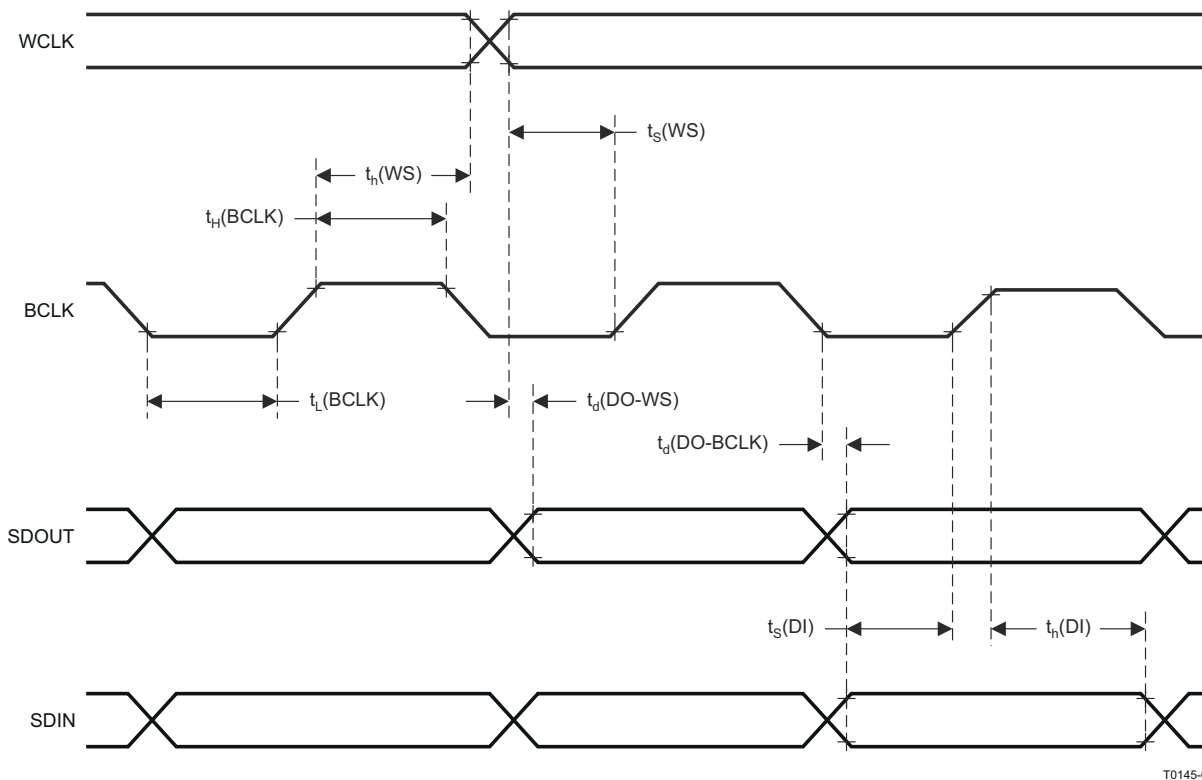 WCLK
tS(WS)
th(WS)
tH(BCLK)
BCLK
tL(BCLK)
td(DO-WS)
td(DO-BCLK)
SDOUT
tS(DI)
th(DI)
SDIN